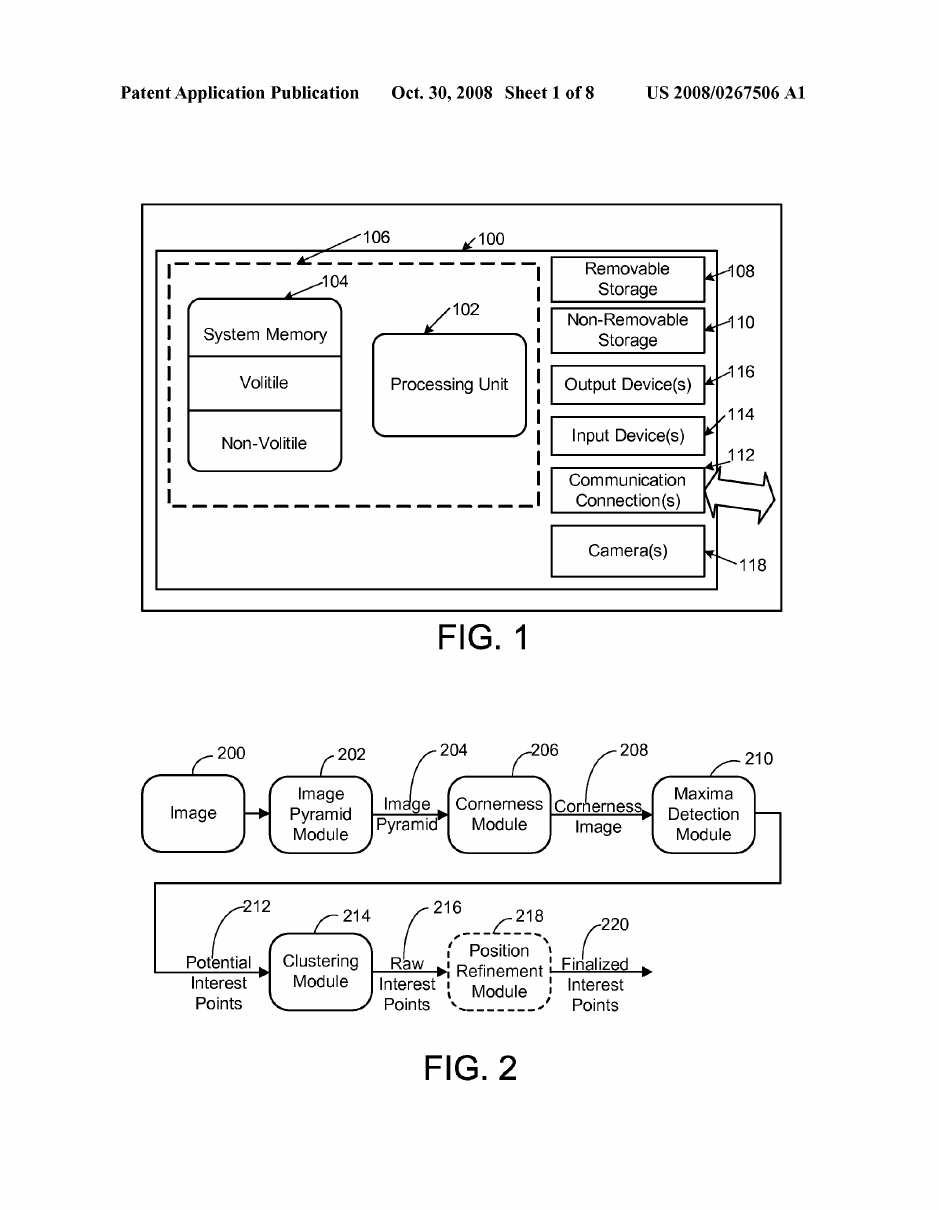 Patent Application Publication Oct. 30, 2008 Sheet 1 of 8 US 2008/0267506 A1
106
100
104
System Memory
Volitile
Non-Volitile
102
Processing Unit
Removable
Storage
108
Non-Removable
Storage
110
Output Device(s)
116
Input Device(s)
114
112
Communication
Connection(s)
Camera(s)
118
FIG. 1
200
Image
202
Image
Pyramid
Module
204
Image
Pyramid
206
Cornerness
Module
208
Cornerness
Image
210
Maxima
Detection
Module
212
Potential
Interest
Points
214
Clustering
Module
216
Raw
Interest
Points
218
Position
Refinement
Module
220
Finalized
Interest
Points
FIG. 2